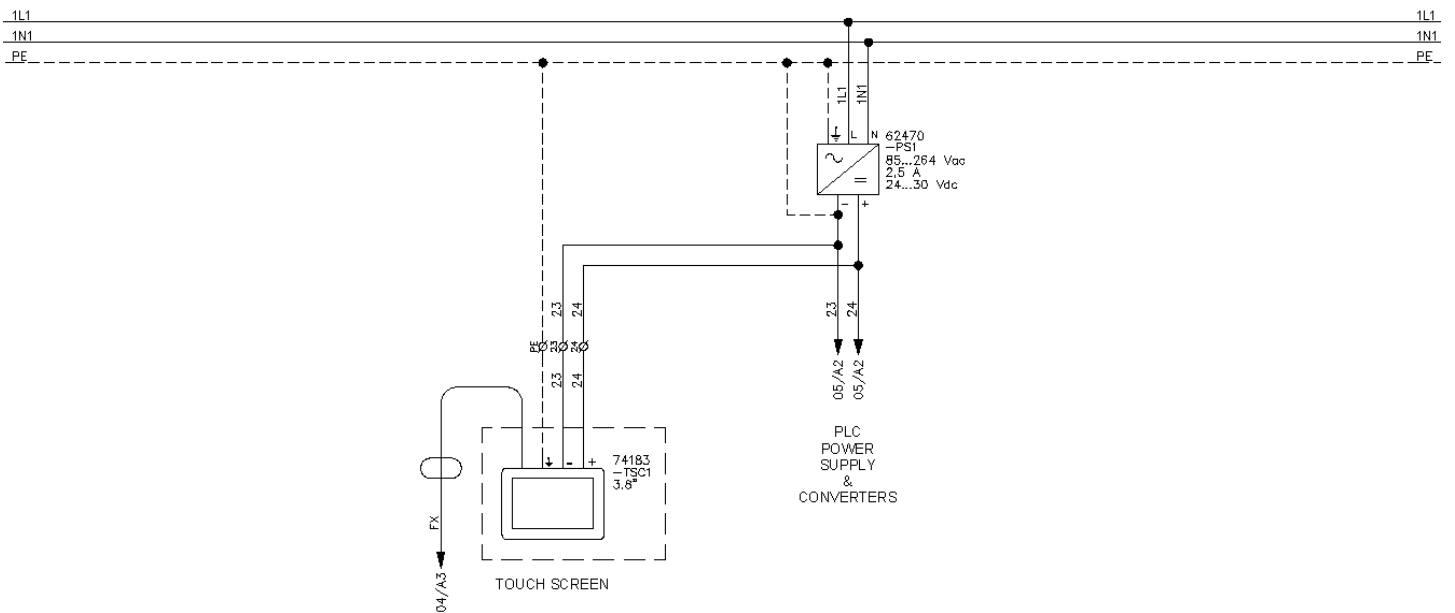 1L1
1L1
1N1
1N1
PE
PE
1L1
1N1
L
N
62470
-PS1
85...264 Vac
2,5 A
24...30 Vdc
-
+
23
24
23
24
PE
23
24
23
24
05/A2
05/A2
PLC
POWER
SUPPLY
&
CONVERTERS
-
+
74183
-TSC1
3.8"
FX
04/A3
TOUCH SCREEN